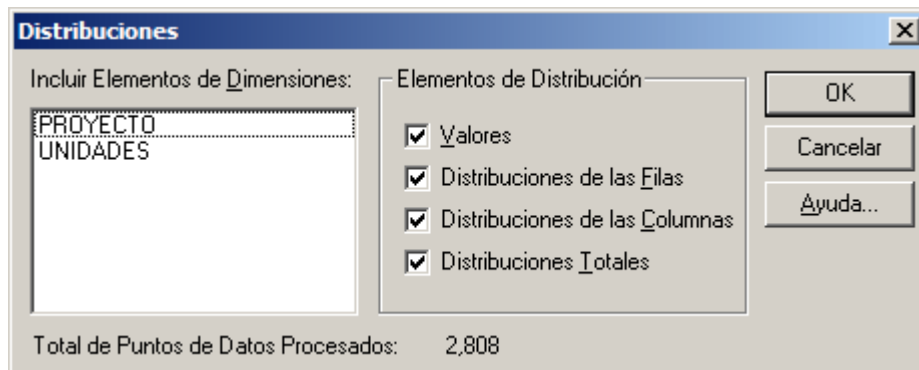 Distribuciones
Incluir Elementos de Dimensiones:
PROYECTO
UNIDADES
Elementos de Distribución
Valores
Distribuciones de las Filas
Distribuciones de las Columnas
Distribuciones Totales
OK
Cancelar
Ayuda...
Total de Puntos de Datos Procesados: 2,808